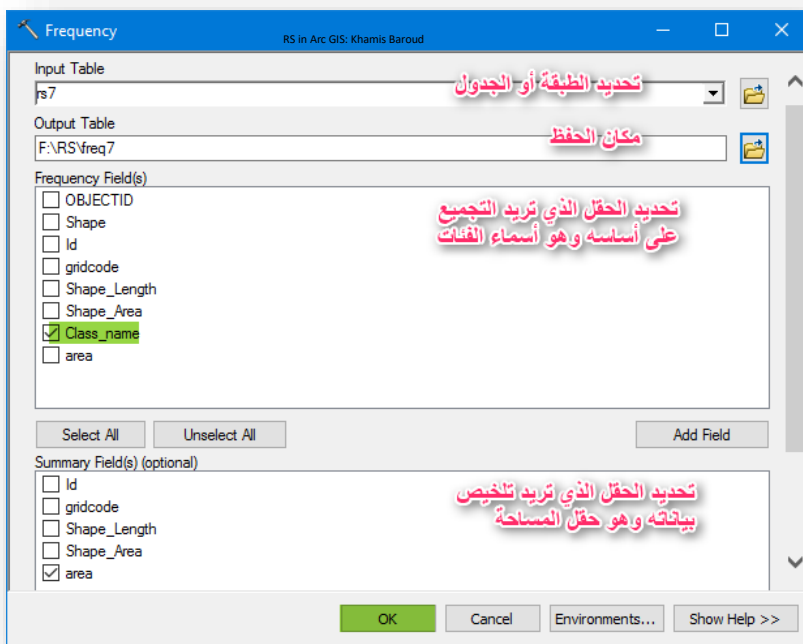 Frequency
RS in Arc GIS: Khamis Baroud
Input Table
rs7
تحديد الطبقة أو الجدول
Output Table
F:\RS\freq7
مكان الحفظ
Frequency Field(s)
OBJECTID
Shape
Id
gridcode
Shape_Length
Shape_Area
Class_name
area
تحديد الحقل الذي تريد التجميع
على أساسه وهو أسماء الفئات
Select All
Unselect All
Add Field
Summary Field(s) (optional)
Id
gridcode
Shape_Length
Shape_Area
area
تحديد الحقل الذي تريد تلخيص
بياناته وهو حقل المساحة
OK
Cancel
Environments...
Show Help >>